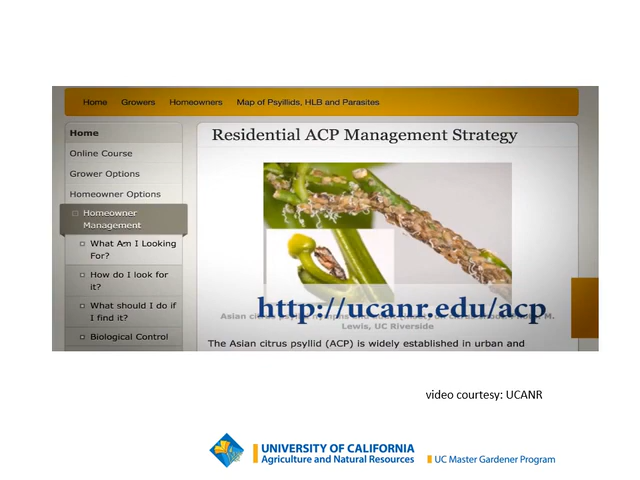 Home Growers Homeowners Map of Psyillids, HLB and Parasites
Home
Online Course
Grower Options
Homeowner Options
Homeowner
Management
What Am I Looking
For?
How do I look for
it?
What should I do if
I find it?
Biological Control
Residential ACP Management Strategy
http://ucanr.edu/acp
Asian M.
Lewis, UC Riverside
The Asian citrus psyllid (ACP) is widely established in urban and
video courtesy: UCANR
UNIVERSITY OF CALIFORNIA
Agriculture and Natural Resources
UC Master Gardener Program